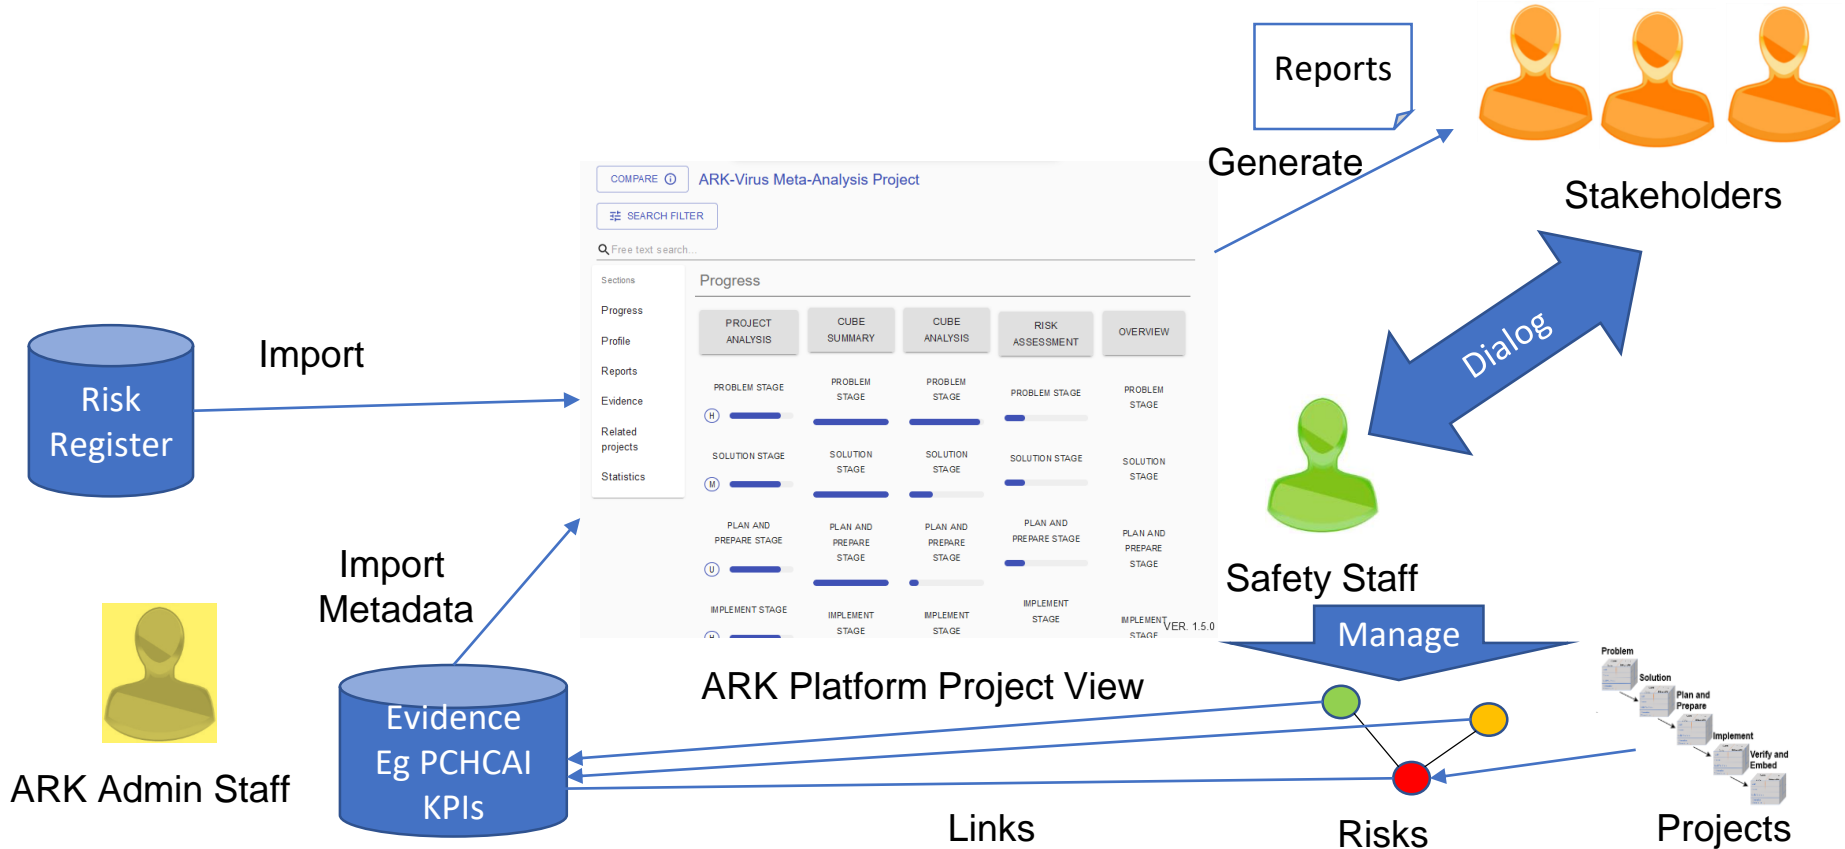 Reports
Generate
Stakeholders
COMPARE
ARK-Virus Meta-Analysis Project
SEARCH FILTER
Free text search...
Sections
Progress
Profile
Reports
Evidence
Related
projects
Statistics
Progress
PROJECT
ANALYSIS
CUBE
SUMMARY
CUBE
ANALYSIS
RISK
ASSESSMENT
OVERVIEW
PROBLEM STAGE
H
PROBLEM
STAGE
PROBLEM
STAGE
PROBLEM STAGE
PROBLEM
STAGE
SOLUTION STAGE
M
SOLUTION
STAGE
SOLUTION
STAGE
SOLUTION STAGE
SOLUTION
STAGE
PLAN AND
PREPARE STAGE
U
PLAN AND
PREPARE
STAGE
PLAN AND
PREPARE
STAGE
PLAN AND
PREPARE STAGE
PLAN AND
PREPARE
STAGE
IMPLEMENT STAGE
IMPLEMENT
STAGE
IMPLEMENT
STAGE
IMPLEMENT
STAGE
IMPLEMENT
STAGE
VER. 1.5.0
ARK Platform Project View
Risk
Register
Import
Import
Metadata
ARK Admin Staff
Evidence
Eg PCHCAI
KPIs
Dialog
Safety Staff
Manage
Links
Risks
Problem
Solution
Plan and
Prepare
Implement
Verify and
Embed
Projects